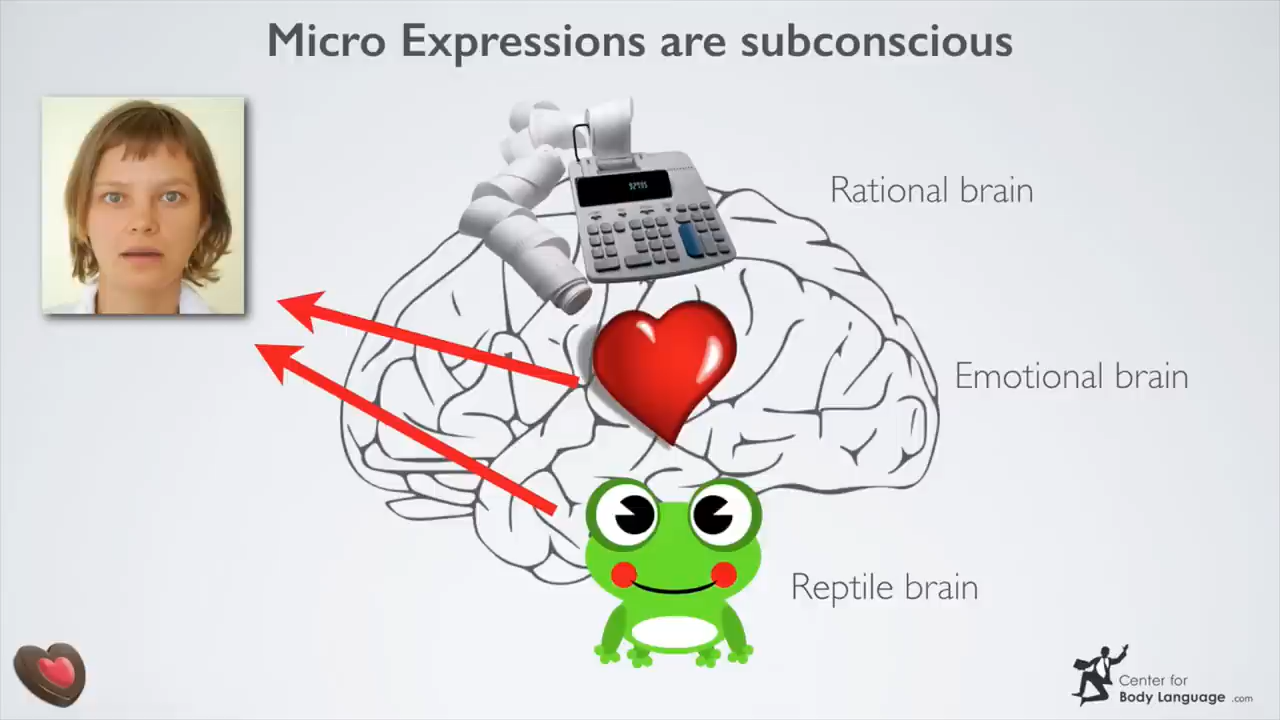 Micro Expressions are subconscious
Rational brain
Emotional brain
Reptile brain
Center for
Body Language .com